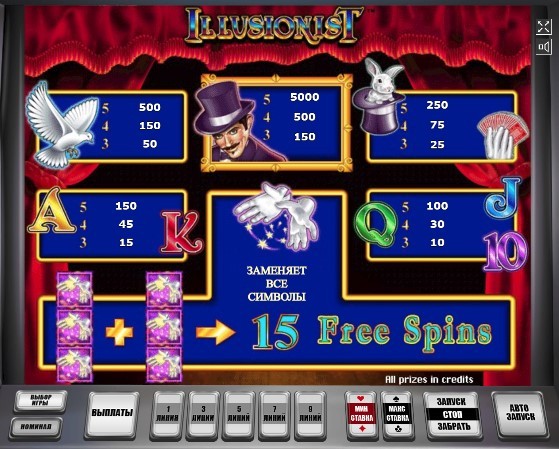 ILLUSIONIST
5 500
4 150
3 50
5 5000
4 500
3 150
5 250
4 75
3 25
A
5 150
4 45
3 15
K
Q
5 100
4 30
3 10
J
10
ЗАМЕНЯЕТ
ВСЕ
СИМВОЛЫ
+
15 Free Spins
All prizes in credits
ВЫБОР
ИГРЫ
НОМИНАЛ
ВЫПЛАТЫ
1
ЛИНИЯ
3
ЛИНИИ
5
ЛИНИЙ
7
ЛИНИЙ
9
ЛИНИЙ
МИН
СТАВКА
МАКС
СТАВКА
ЗАПУСК
СТОП
ЗАБРАТЬ
АВТО
ЗАПУСК